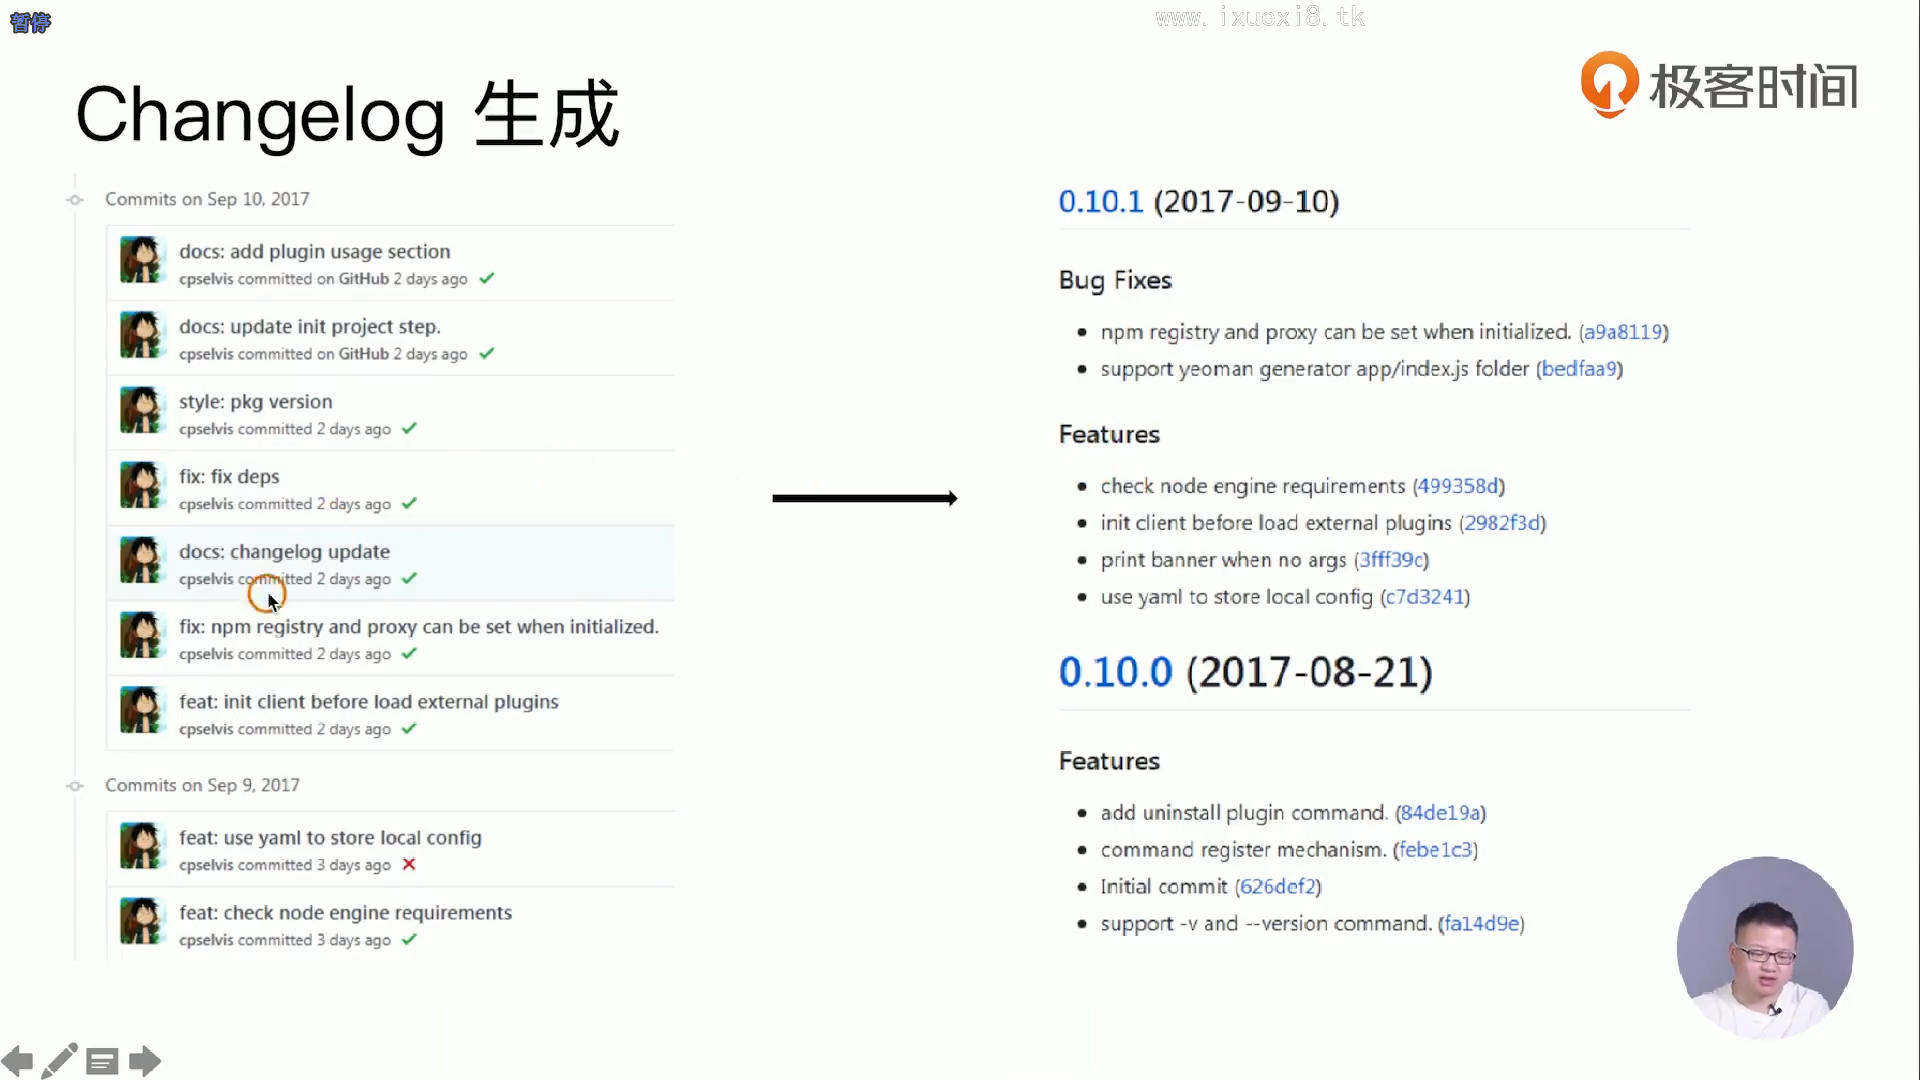 暂停
www.ixuexi8.tk
极客时间
Changelog 生成
Commits on Sep 10, 2017
docs: add plugin usage section
cpselvis committed on GitHub 2 days ago
docs: update init project step.
cpselvis committed on GitHub 2 days ago
style: pkg version
cpselvis committed 2 days ago
fix: fix deps
cpselvis committed 2 days ago
docs: changelog update
cpselvis committed 2 days ago
fix: npm registry and proxy can be set when initialized.
cpselvis committed 2 days ago
feat: init client before load external plugins
cpselvis committed 2 days ago
Commits on Sep 9, 2017
feat: use yaml to store local config
cpselvis committed 3 days ago
feat: check node engine requirements
cpselvis committed 3 days ago
0.10.1 (2017-09-10)
Bug Fixes
npm registry and proxy can be set when initialized. (a9a8119)
support yeoman generator app/index.js folder (bedfaa9)
Features
check node engine requirements (499358d)
init client before load external plugins (2982f3d)
print banner when no args (3fff39c)
use yaml to store local config (c7d3241)
0.10.0 (2017-08-21)
Features
add uninstall plugin command. (84de19a)
command register mechanism. (febe1c3)
Initial commit (626def2)
support -v and --version command. (fa14d9e)